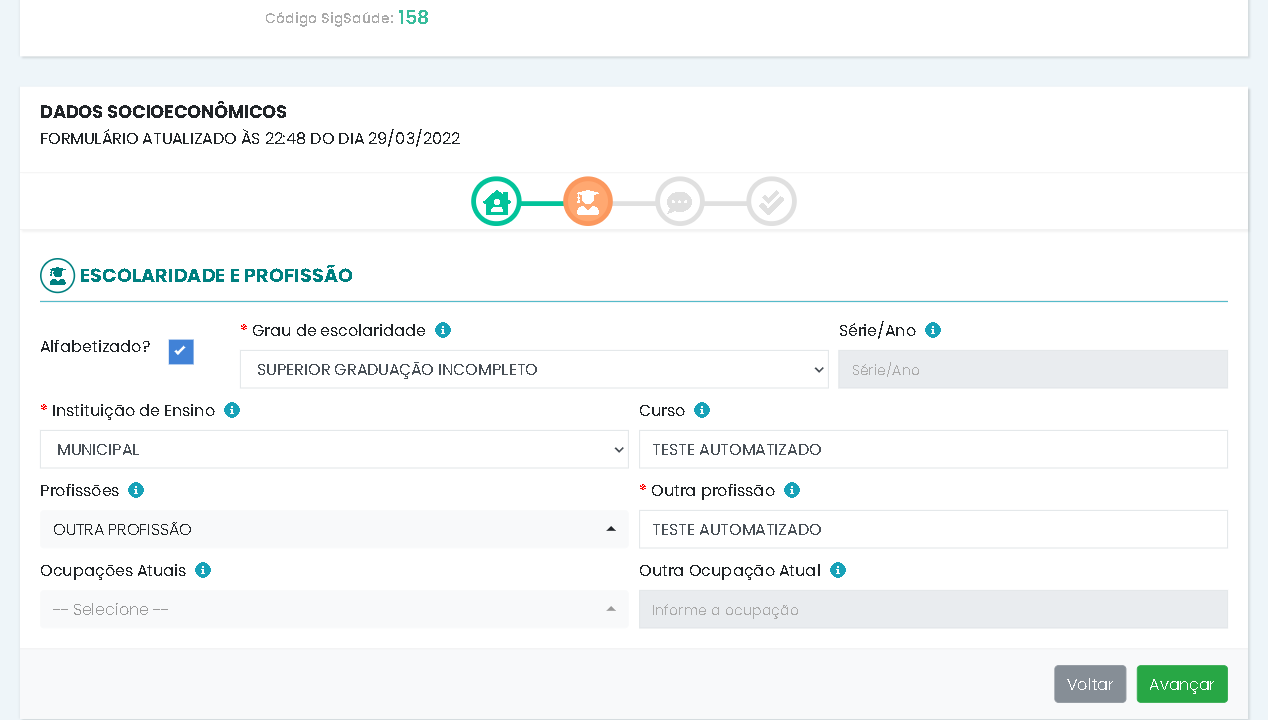 Código SigSaúde: 158
DADOS SOCIOECONÔMICOS
FORMULÁRIO ATUALIZADO ÀS 22:48 DO DIA 29/03/2022
ESCOLARIDADE E PROFISSÃO
Alfabetizado?
* Grau de escolaridade
Série/Ano
SUPERIOR GRADUAÇÃO INCOMPLETO
Série/Ano
* Instituição de Ensino
Curso
MUNICIPAL
TESTE AUTOMATIZADO
Profissões
* Outra profissão
OUTRA PROFISSÃO
TESTE AUTOMATIZADO
Ocupações Atuais
Outra Ocupação Atual
-- Selecione --
Informe a ocupação
Voltar
Avançar